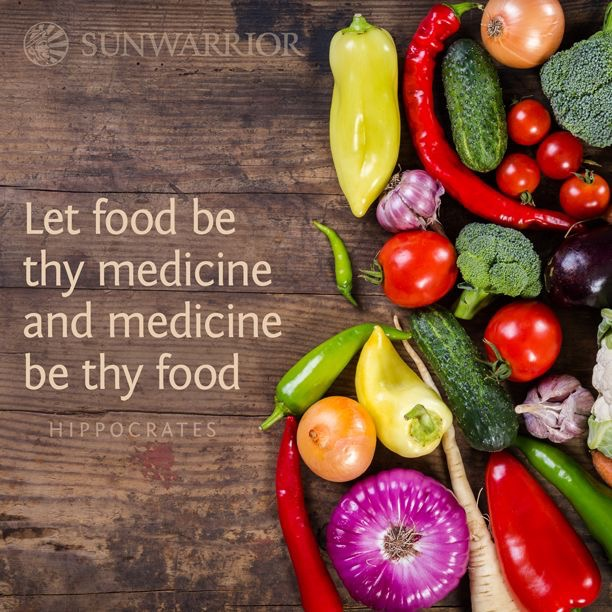 SUNWARRIOR
Let food be
thy medicine
and medicine
be thy food
HIPPOCRATES